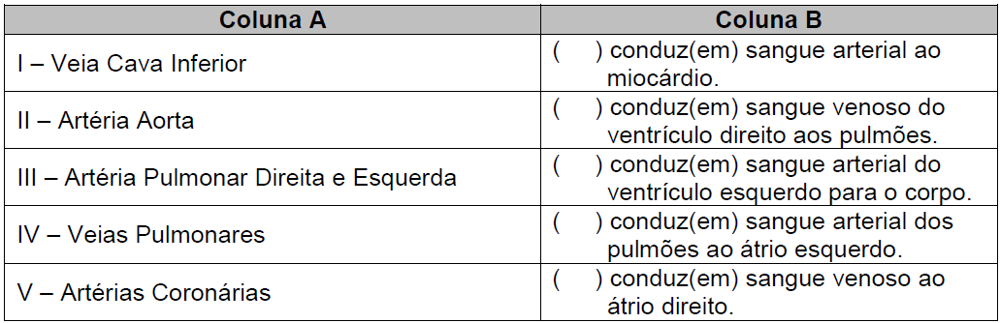 Coluna A
Coluna B
I – Veia Cava Inferior
( ) conduz(em) sangue arterial ao
miocárdio.
II – Artéria Aorta
( ) conduz(em) sangue venoso do
ventrículo direito aos pulmões.
III – Artéria Pulmonar Direita e Esquerda
( ) conduz(em) sangue arterial do
ventrículo esquerdo para o corpo.
IV – Veias Pulmonares
( ) conduz(em) sangue arterial dos
pulmões ao átrio esquerdo.
V – Artérias Coronárias
( ) conduz(em) sangue venoso ao
átrio direito.